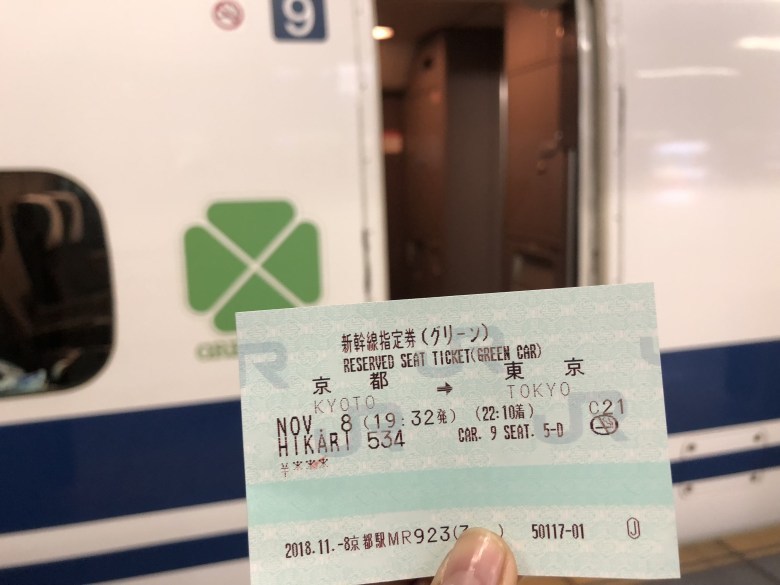 9
新幹線指定券(グリーン)
RESERVED SEAT TICKET(GREEN CAR)
京 都 → 東 京
KYOTO TOKYO
NOV. 8 (19:32発) (22:10着) C21
HIKARI 534 CAR. 9 SEAT. 5-D
¥****
2018.11.-8京都駅MR923(7 ) 50117-01 Ⓙ
JR